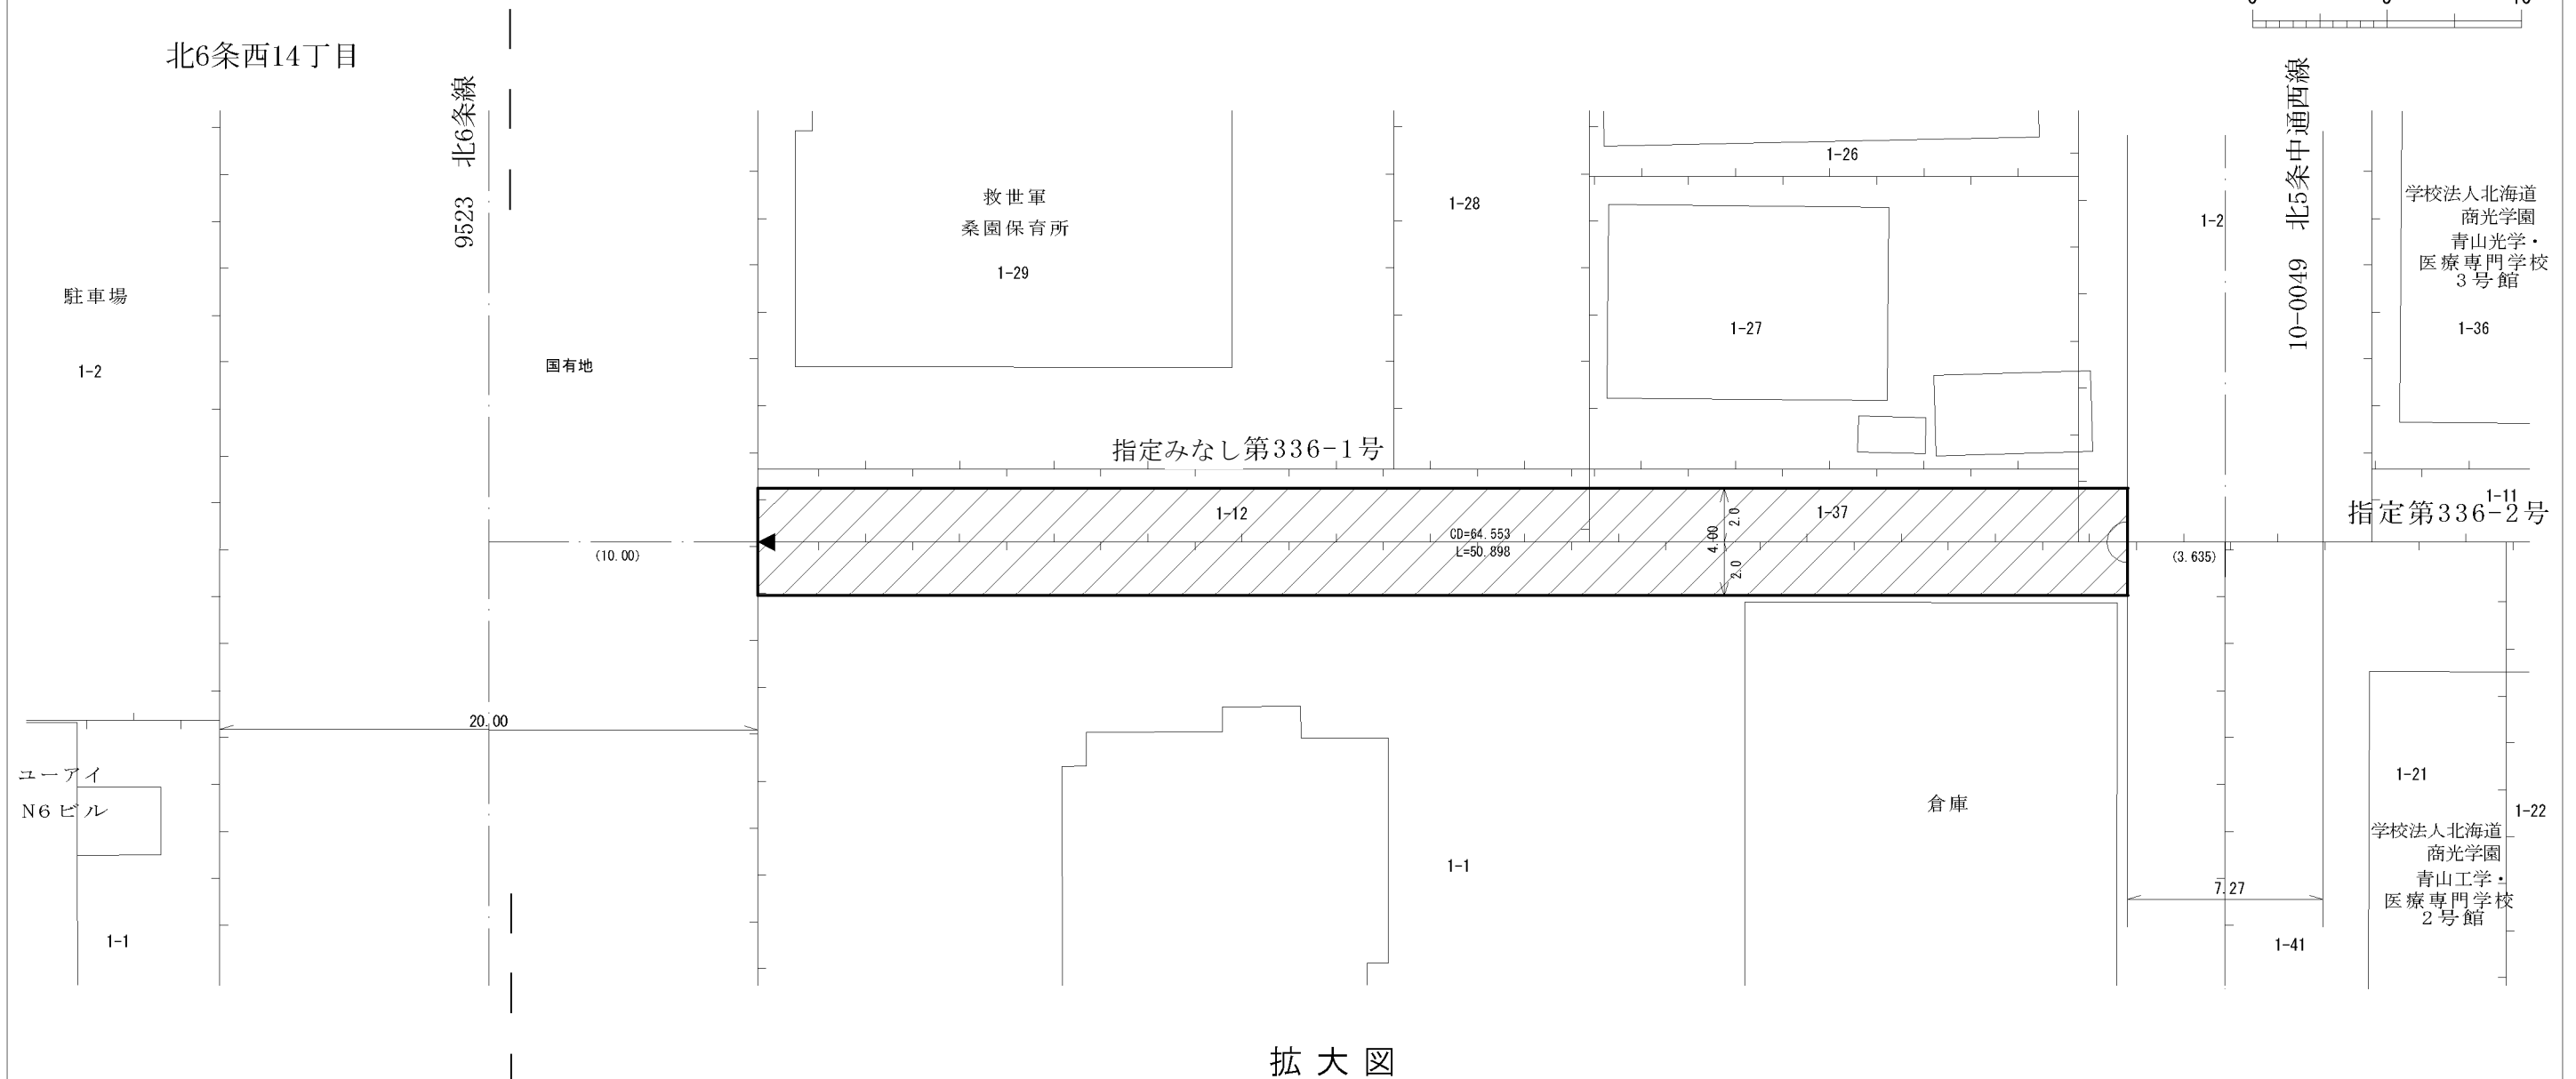 北6条西14丁目
9523 北6条線
駐車場
1-2
国有地
救世軍
桑園保育所
1-29
1-28
1-26
1-27
1-2
10-0049 北5条中通西線
学校法人北海道
商光学園
青山光学・
医療専門学校
3号館
1-36
指定みなし第336-1号
1-12
1-37
1-11
指定第336-2号
(10.00)
CD=64.553
L=50.898
4.00
2.0
2.0
(3.635)
20.00
ユーアイ
N6ビル
1-1
1-1
倉庫
7.27
1-41
1-21
1-22
学校法人北海道
商光学園
青山工学・
医療専門学校
2号館
拡大図